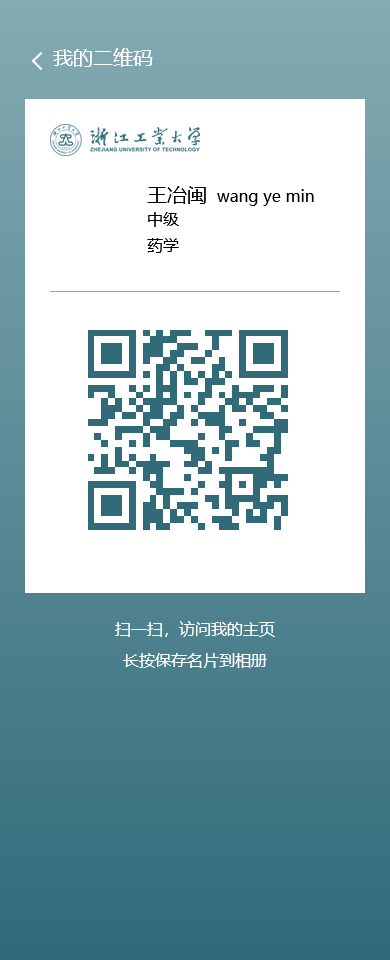 我的二维码
浙江工业大学
ZHEJIANG UNIVERSITY OF TECHNOLOGY
王冶闽 wang ye min
中级
药学
扫一扫，访问我的主页
长按保存名片到相册